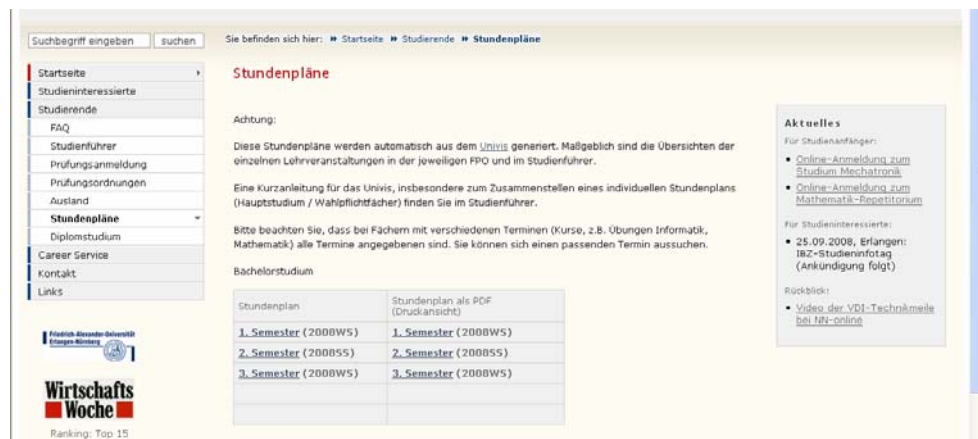 Suchbegriff eingeben suchen
Sie befinden sich hier: Startseite Studierende Stundenpläne
Startseite
Studieninteressierte
Studierende
FAQ
Studienführer
Prüfungsanmeldung
Prüfungsordnungen
Ausland
Stundenpläne
Diplomstudium
Career Service
Kontakt
Links
Friedrich-Alexander-Universität
Erlangen-Nürnberg
Wirtschafts
Woche
Ranking: Top 15
Stundenpläne
Achtung:
Diese Stundenpläne werden automatisch aus dem Univis generiert. Maßgeblich sind die Übersichten der
einzelnen Lehrveranstaltungen in der jeweiligen FPO und im Studienführer.
Eine Kurzanleitung für das Univis, insbesondere zum Zusammenstellen eines individuellen Stundenplans
(Hauptstudium / Wahlpflichtfächer) finden Sie im Studienführer.
Bitte beachten Sie, dass bei Fächern mit verschiedenen Terminen (Kurse, z.B. Übungen Informatik,
Mathematik) alle Termine angegebenen sind. Sie können sich einen passenden Termin aussuchen.
Bachelorstudium
Stundenplan
Stundenplan als PDF
(Druckansicht)
1. Semester (2008WS) 1. Semester (2008WS)
2. Semester (2008SS) 2. Semester (2008SS)
3. Semester (2008WS) 3. Semester (2008WS)
Aktuelles
Für Studienanfänger:
Online-Anmeldung zum
Studium Mechatronik
Online-Anmeldung zum
Mathematik-Repetitorium
Für Studieninteressierte:
25.09.2008, Erlangen:
IBZ-Studieninfotag
(Ankündigung folgt)
Rückblick:
Video der VDI-Technikmeile
bei NN-online